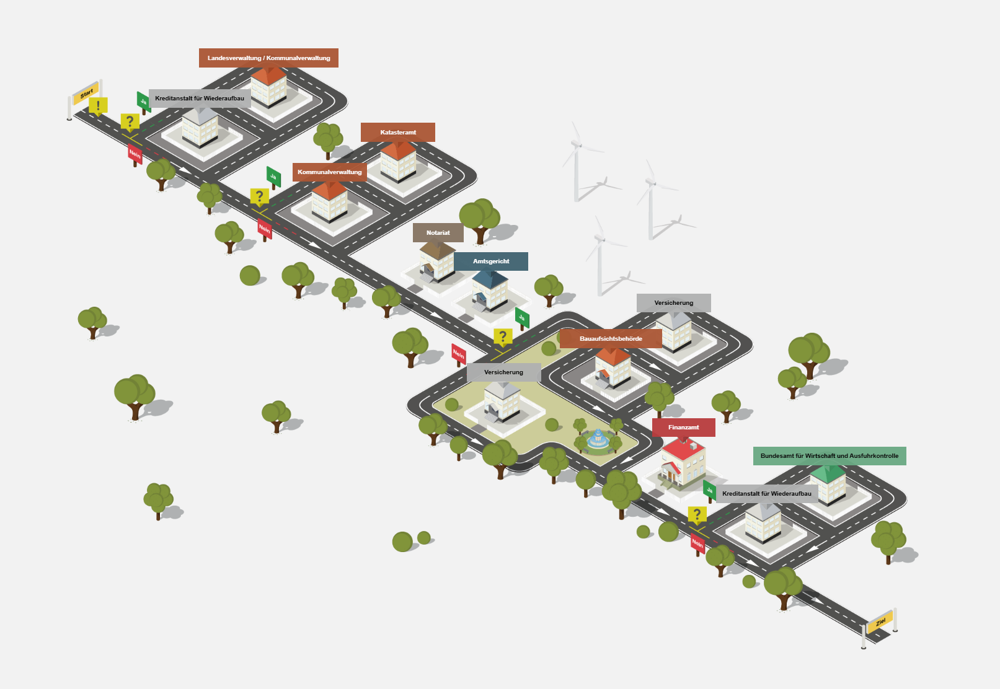 Landesverwaltung / Kommunalverwaltung
Start
!
Ja
Kreditanstalt für Wiederaufbau
?
Nein
Katasteramt
Kommunalverwaltung
Ja
?
Nein
Notariat
Amtsgericht
Versicherung
Ja
?
Bauaufsichtsbehörde
Nein
Versicherung
Finanzamt
Bundesamt für Wirtschaft und Ausfuhrkontrolle
Ja
Kreditanstalt für Wiederaufbau
?
Nein
Ziel